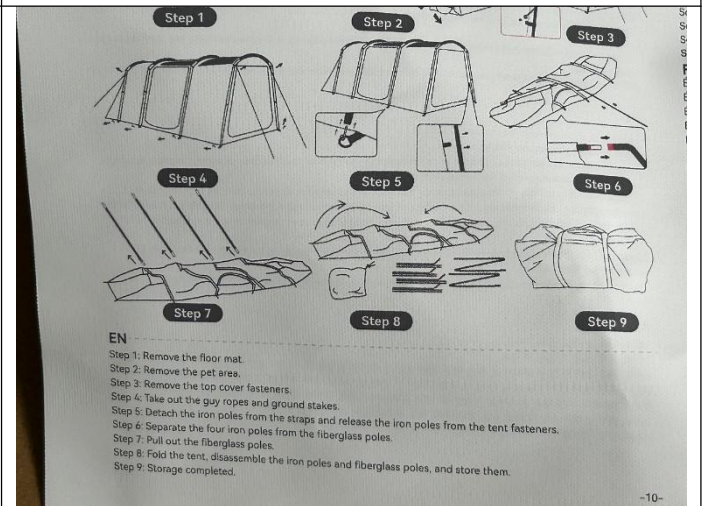 Step 1
Step 2
Step 3
Step 4
Step 5
Step 6
Step 7
Step 8
Step 9
EN
Step 1: Remove the floor mat.
Step 2: Remove the pet area.
Step 3: Remove the top cover fasteners.
Step 4: Take out the guy ropes and ground stakes.
Step 5: Detach the iron poles from the straps and release the iron poles from the tent fasteners.
Step 6: Separate the four iron poles from the fiberglass poles.
Step 7: Pull out the fiberglass poles.
Step 8: Fold the tent, disassemble the iron poles and fiberglass poles, and store them.
Step 9: Storage completed.
-10-